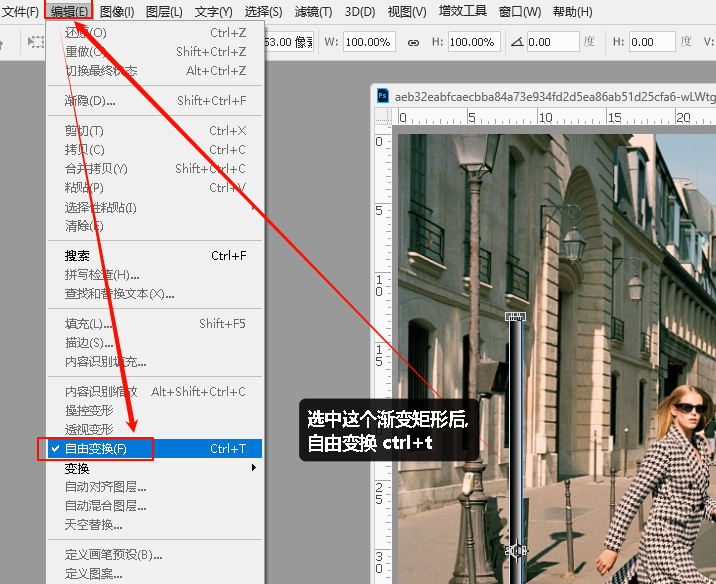 文件(F) 编辑(E) 图像(I) 图层(L) 文字(Y) 选择(S) 滤镜(T) 3D(D) 视图(V) 增效工具 窗口(W) 帮助(H)
53.00 像素 W: 100.00% H: 100.00% 0.00 度 H: 0.00 度 V:
还原(O) Ctrl+Z
重做(O) Shift+Ctrl+Z
切换最终状态 Alt+Ctrl+Z
渐隐(D)... Shift+Ctrl+F
剪切(T) Ctrl+X
拷贝(C) Ctrl+C
合并拷贝(Y) Shift+Ctrl+C
粘贴(P) Ctrl+V
选择性粘贴(I)
清除(E)
搜索 Ctrl+F
拼写检查(H)...
查找和替换文本(X)...
填充(L)... Shift+F5
描边(S)...
内容识别填充...
内容识别缩放 Alt+Shift+Ctrl+C
操控变形
透视变形
自由变换(F) Ctrl+T
变换
自动对齐图层...
自动混合图层...
天空替换...
定义画笔预设(B)...
定义图案...
Ps aeb32eabfcaecbba84a73e934fd2d5ea86ab51d25cfa6-wLWtg
0 5 10 15 20
0
5
10
15
25
30
选中这个渐变矩形后,
自由变换 ctrl+t